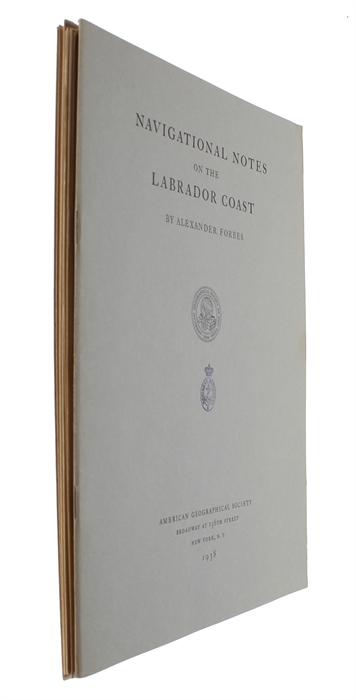 NAVIGATIONAL NOTES
ON THE
LABRADOR COAST
BY ALEXANDER FORBES
AMERICAN GEOGRAPHICAL SOCIETY
BROADWAY AT 156TH STREET
NEW YORK, N. Y.
1938